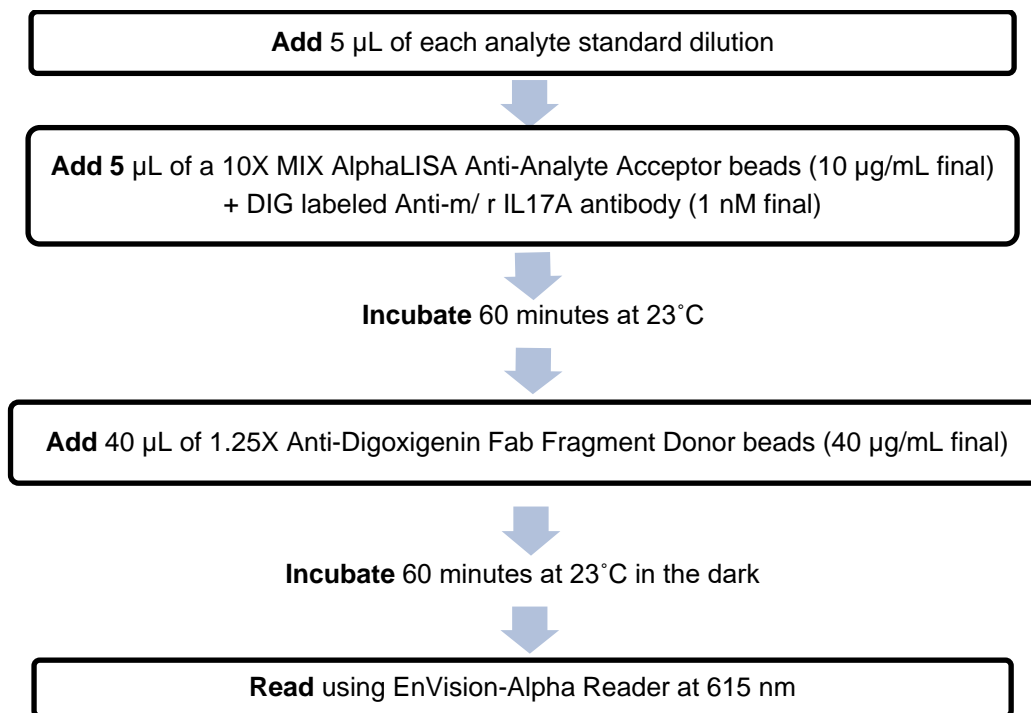 Add 5 µL of each analyte standard dilution
Add 5 µL of a 10X MIX AlphaLISA Anti-Analyte Acceptor beads (10 µg/mL final)
+ DIG labeled Anti-m/ r IL17A antibody (1 nM final)
Incubate 60 minutes at 23˚C
Add 40 µL of 1.25X Anti-Digoxigenin Fab Fragment Donor beads (40 µg/mL final)
Incubate 60 minutes at 23˚C in the dark
Read using EnVision-Alpha Reader at 615 nm